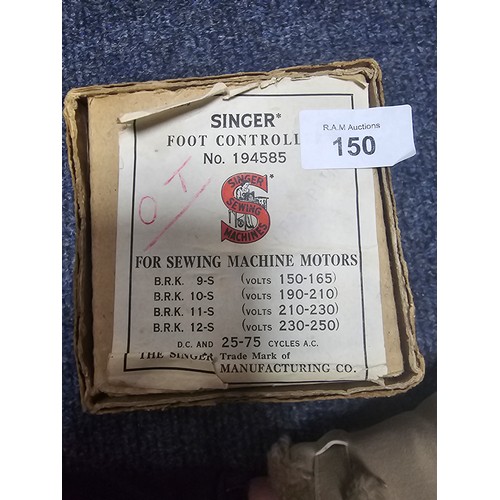 SINGER*
FOOT CONTROLL
No. 194585
R.A.M Auctions
150
O T
SINGER
SEWING
MACHINES
*
FOR SEWING MACHINE MOTORS
B.R.K. 9-S (VOLTS 150-165)
B.R.K. 10-S (VOLTS 190-210)
B.R.K. 11-S (VOLTS 210-230)
B.R.K. 12-S (VOLTS 230-250)
D.C. AND 25-75 CYCLES A.C.
THE SINGER Trade Mark of
MANUFACTURING CO.